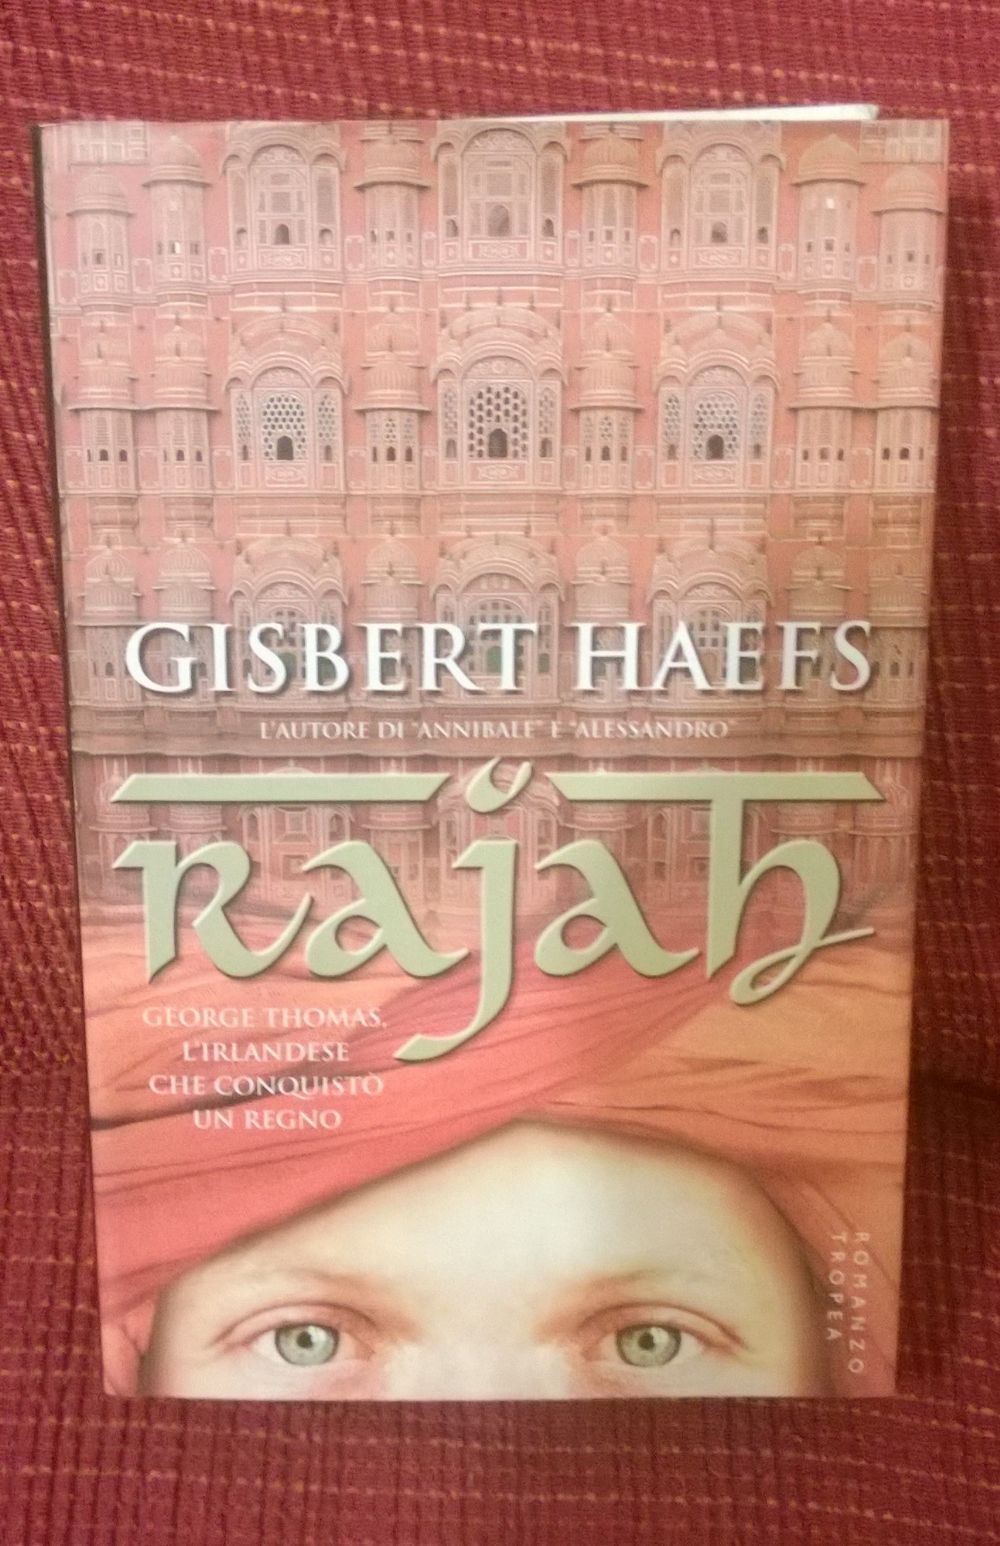 GISBERT HAEFS
L'AUTORE DI "ANNIBALE" E "ALESSANDRO"
Rajah
GEORGE THOMAS,
L'IRLANDESE
CHE CONQUISTÒ
UN REGNO
ROMANZO
TROPEA